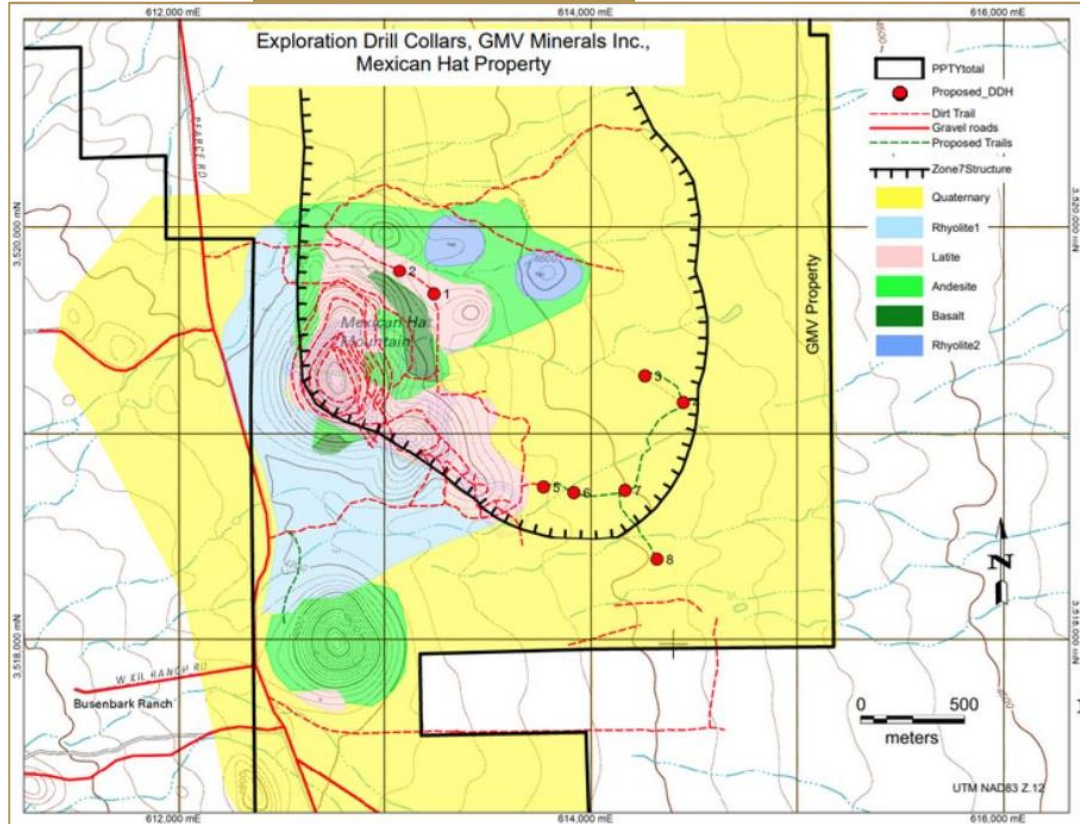 612,000 mE
614,000 mE
616,000 mE
Exploration Drill Collars, GMV Minerals Inc.,
Mexican Hat Property
4600
PPTYtotal
Proposed_DDH
Dirt Trail
Gravel roads
Proposed Trails
Zone7Structure
Quaternary
Rhyolite1
Latite
Andesite
Basalt
Rhyolite2
PEARCE RD
3,520,000 mN
3,520,000 mN
4600
2
1
Mexican Hat
Mountain
GMV Property
3
4
5
6
7
8
N
3,518,000 mN
3,518,000 mN
W KIL RANCH RD
Busenbark Ranch
0
500
meters
UTM NAD83 Z.12
612,000 mE
614,000 mE
616,000 mE